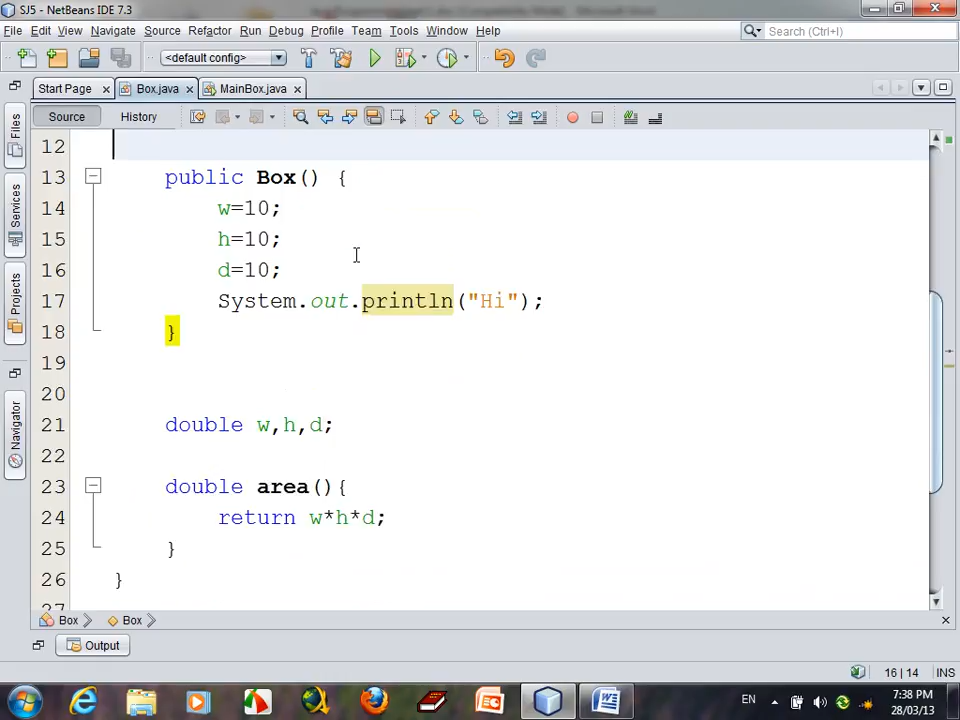 SJ5 - NetBeans IDE 7.3
File Edit View Navigate Source Refactor Run Debug Profile Team Tools Window Help
Search (Ctrl+I)
<default config>
Start Page Box.java MainBox.java
Source History
Files
Services
Projects
Navigator
12
13 public Box() {
14 w=10;
15 h=10;
16 d=10;
17 System.out.println("Hi");
18 }
19
20
21 double w,h,d;
22
23 double area(){
24 return w*h*d;
25 }
26 }
27
Box Box
Output
16 | 14 INS
EN 7:38 PM
28/03/13